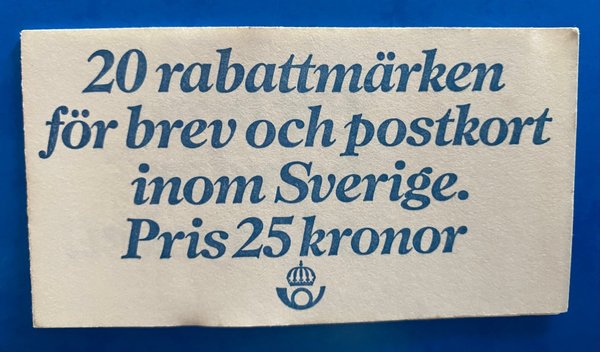 20 rabattmärken
för brev och postkort
inom Sverige.
Pris 25 kronor